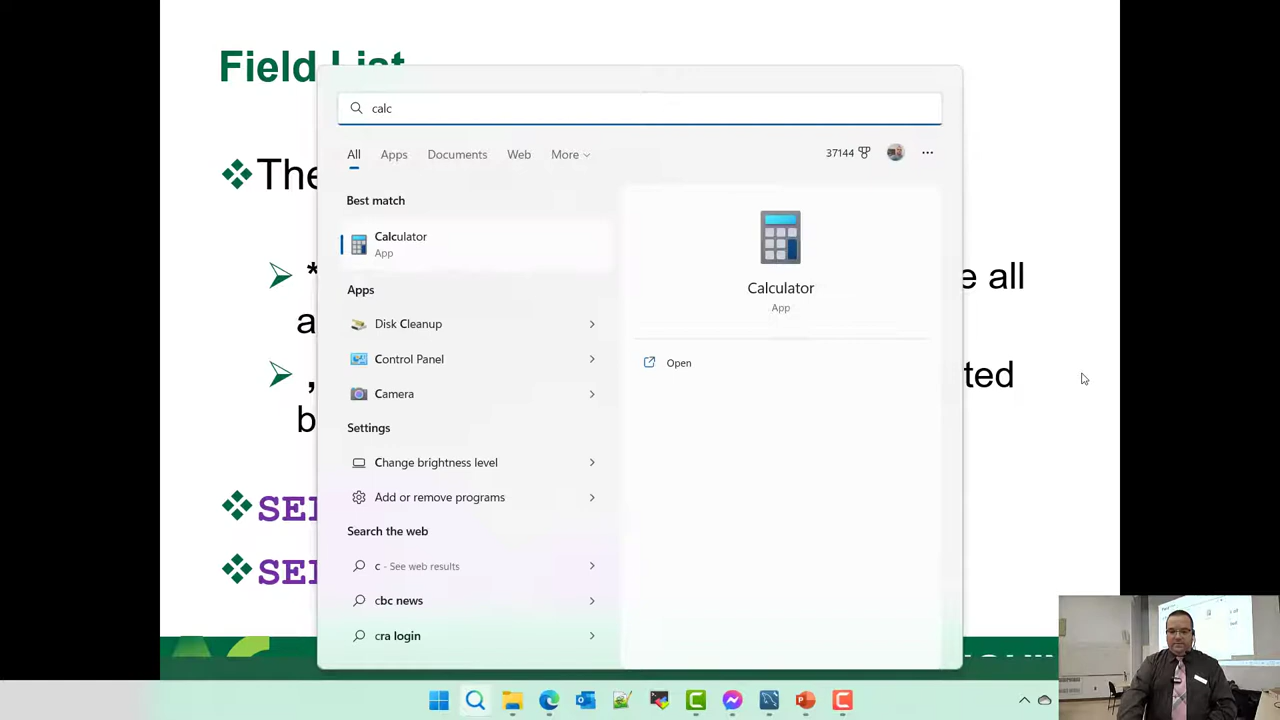 Field List
calc
All Apps Documents Web More
37144
Best match
Calculator
App
Calculator
App
Open
Apps
Disk Cleanup
Control Panel
Camera
Settings
Change brightness level
Add or remove programs
Search the web
c - See web results
cbc news
cra login
The
*
e all
a
,
ted
b
SEL
SEL